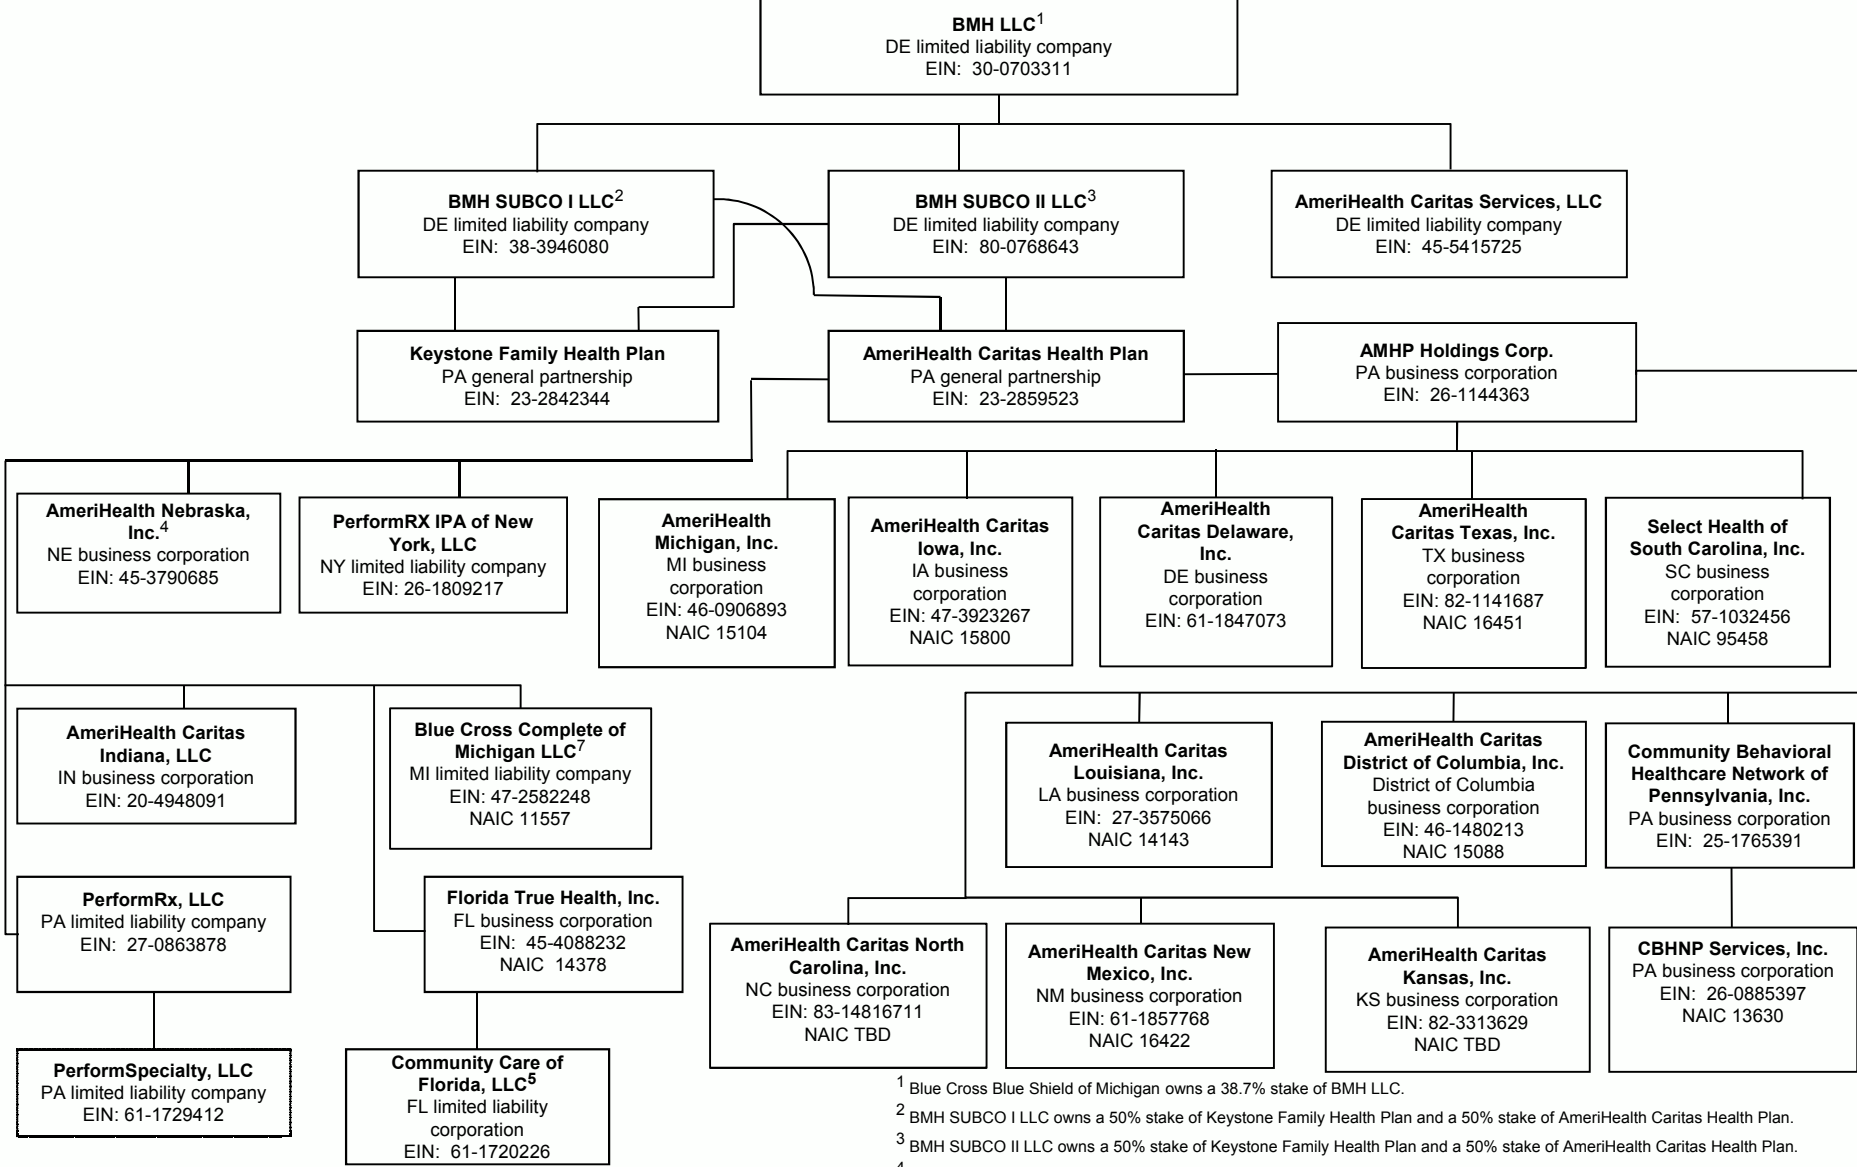 BMH LLC1
DE limited liability company
EIN: 30-0703311
BMH SUBCO I LLC2
DE limited liability company
EIN: 38-3946080
BMH SUBCO II LLC3
DE limited liability company
EIN: 80-0768643
AmeriHealth Caritas Services, LLC
DE limited liability company
EIN: 45-5415725
Keystone Family Health Plan
PA general partnership
EIN: 23-2842344
AmeriHealth Caritas Health Plan
PA general partnership
EIN: 23-2859523
AMHP Holdings Corp.
PA business corporation
EIN: 26-1144363
AmeriHealth Nebraska,
Inc.4
NE business corporation
EIN: 45-3790685
PerformRX IPA of New
York, LLC
NY limited liability company
EIN: 26-1809217
AmeriHealth
Michigan, Inc.
MI business
corporation
EIN: 46-0906893
NAIC 15104
AmeriHealth Caritas
Iowa, Inc.
IA business
corporation
EIN: 47-3923267
NAIC 15800
AmeriHealth
Caritas Delaware,
Inc.
DE business
corporation
EIN: 61-1847073
AmeriHealth
Caritas Texas, Inc.
TX business
corporation
EIN: 82-1141687
NAIC 16451
Select Health of
South Carolina, Inc.
SC business
corporation
EIN: 57-1032456
NAIC 95458
AmeriHealth Caritas
Indiana, LLC
IN business corporation
EIN: 20-4948091
Blue Cross Complete of
Michigan LLC7
MI limited liability company
EIN: 47-2582248
NAIC 11557
AmeriHealth Caritas
Louisiana, Inc.
LA business corporation
EIN: 27-3575066
NAIC 14143
AmeriHealth Caritas
District of Columbia, Inc.
District of Columbia
business corporation
EIN: 46-1480213
NAIC 15088
Community Behavioral
Healthcare Network of
Pennsylvania, Inc.
PA business corporation
EIN: 25-1765391
PerformRx, LLC
PA limited liability company
EIN: 27-0863878
Florida True Health, Inc.
FL business corporation
EIN: 45-4088232
NAIC 14378
AmeriHealth Caritas North
Carolina, Inc.
NC business corporation
EIN: 83-14816711
NAIC TBD
AmeriHealth Caritas New
Mexico, Inc.
NM business corporation
EIN: 61-1857768
NAIC 16422
AmeriHealth Caritas
Kansas, Inc.
KS business corporation
EIN: 82-3313629
NAIC TBD
CBHNP Services, Inc.
PA business corporation
EIN: 26-0885397
NAIC 13630
PerformSpecialty, LLC
PA limited liability company
EIN: 61-1729412
Community Care of
Florida, LLC5
FL limited liability
corporation
EIN: 61-1720226
1 Blue Cross Blue Shield of Michigan owns a 38.7% stake of BMH LLC.
2 BMH SUBCO I LLC owns a 50% stake of Keystone Family Health Plan and a 50% stake of AmeriHealth Caritas Health Plan.
3 BMH SUBCO II LLC owns a 50% stake of Keystone Family Health Plan and a 50% stake of AmeriHealth Caritas Health Plan.